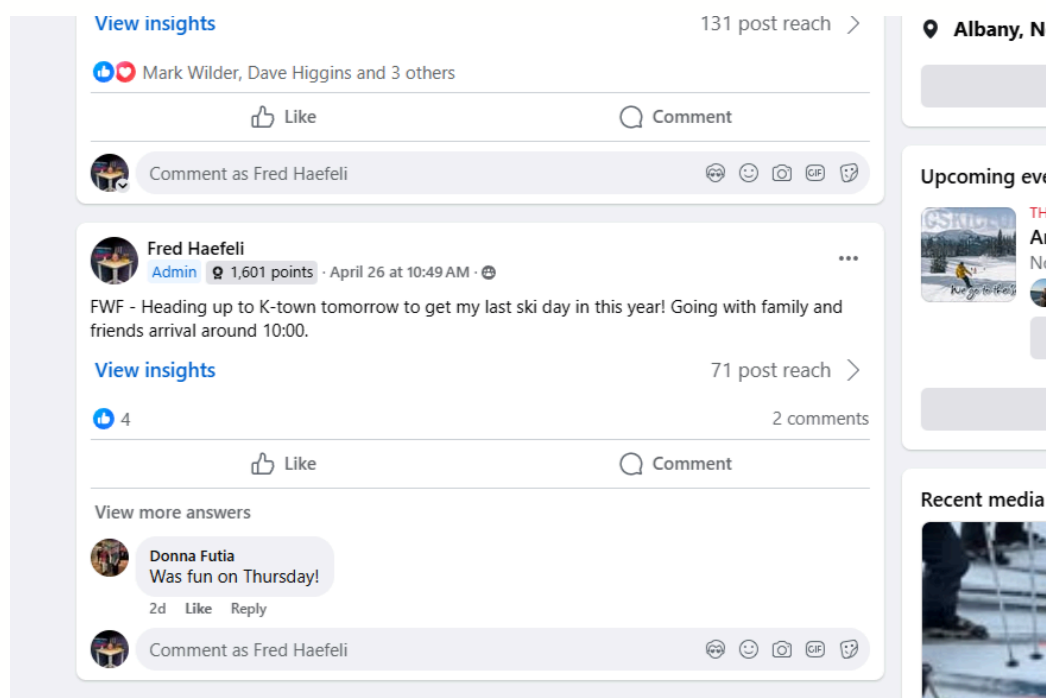 View insights
131 post reach
Mark Wilder, Dave Higgins and 3 others
Like
Comment
Comment as Fred Haefeli
GIF
Fred Haefeli
Admin 1,601 points · April 26 at 10:49 AM ·
FWF - Heading up to K-town tomorrow to get my last ski day in this year! Going with family and
friends arrival around 10:00.
View insights
71 post reach
4
2 comments
Like
Comment
View more answers
Donna Futia
Was fun on Thursday!
2d Like Reply
Comment as Fred Haefeli
GIF
Albany, N
Upcoming eve
TH
No
Recent media